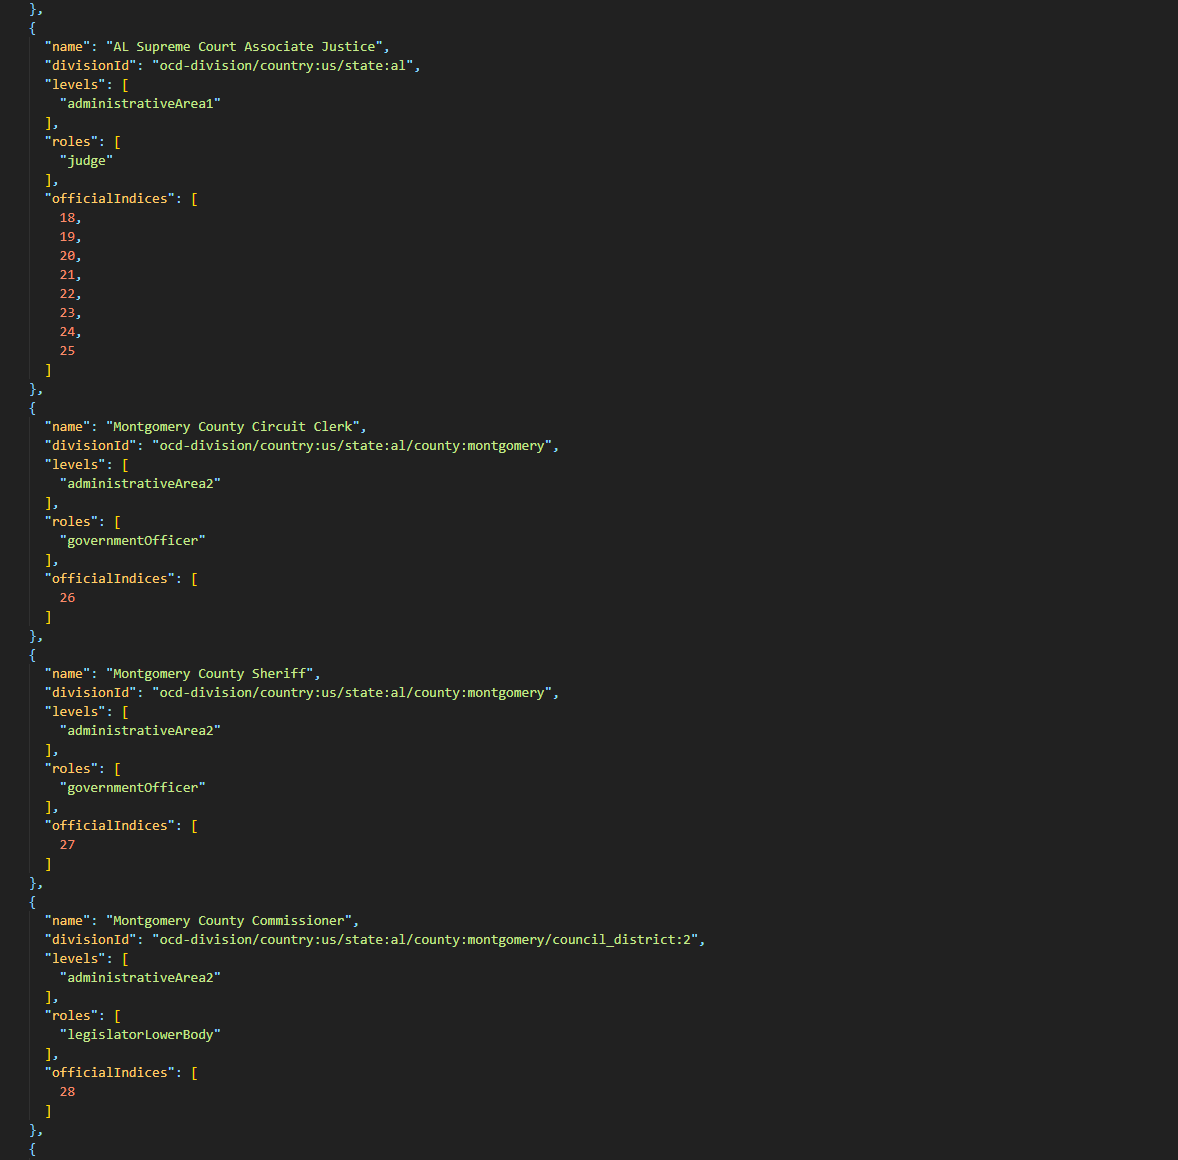 },
{
"name": "AL Supreme Court Associate Justice",
"divisionId": "ocd-division/country:us/state:al",
"levels": [
"administrativeArea1"
],
"roles": [
"judge"
],
"officialIndices": [
18,
19,
20,
21,
22,
23,
24,
25
]
},
{
"name": "Montgomery County Circuit Clerk",
"divisionId": "ocd-division/country:us/state:al/county:montgomery",
"levels": [
"administrativeArea2"
],
"roles": [
"governmentOfficer"
],
"officialIndices": [
26
]
},
{
"name": "Montgomery County Sheriff",
"divisionId": "ocd-division/country:us/state:al/county:montgomery",
"levels": [
"administrativeArea2"
],
"roles": [
"governmentOfficer"
],
"officialIndices": [
27
]
},
{
"name": "Montgomery County Commissioner",
"divisionId": "ocd-division/country:us/state:al/county:montgomery/council_district:2",
"levels": [
"administrativeArea2"
],
"roles": [
"legislatorLowerBody"
],
"officialIndices": [
28
]
},
{